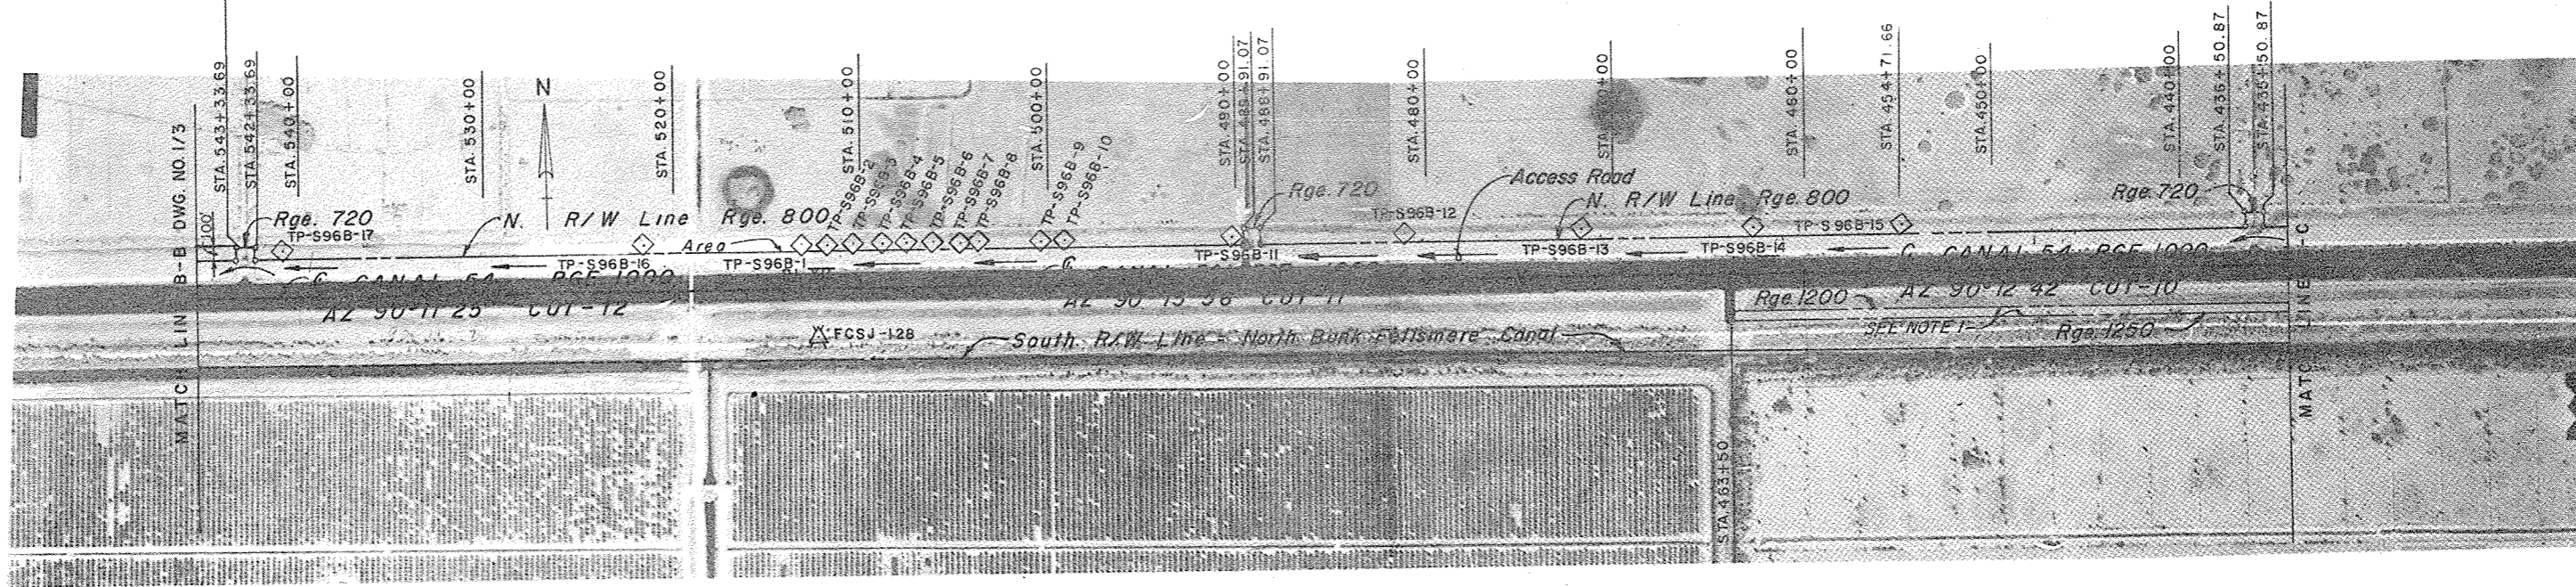 STA. 543+33.69
STA. 542+33.69
STA. 540+00
STA. 530+00
N
STA. 520+00
STA. 510+00
TP-S96B-2
TP-S96B-3
TP-S96B-4
TP-S96B-5
TP-S96B-6
TP-S96B-7
TP-S96B-8
STA. 500+00
TP-S96B-9
TP-S96B-10
STA. 490+00
STA. 489+91.07
STA. 488+91.07
STA. 480+00
STA. 460+00
STA. 454+71.66
STA. 450+00
STA. 440+00
STA. 436+50.87
STA. 435+50.87
MATCH LINE B-B DWG. NO. 1/3
100'
Rge. 720
TP-S96B-17
N. R/W Line Rge. 800
TP-S96B-16
Area
TP-S96B-1
TP-S96B-11
Rge. 720
TP-S96B-12
Access Road
N. R/W Line Rge. 800
TP-S96B-13
TP-S96B-14
TP-S96B-15
Rge. 720
CANAL 54 RGE 1000
CANAL 54 RGE 1000
AZ 90°11'25" CUT-12
CUT-11
AZ 90°12'42" CUT-10
Rge. 1200
SEE NOTE 1
Rge. 1250
FCSJ-128
South R/W Line - North Bank Fellsmere Canal
STA. 463+50
MATCH LINE C-C